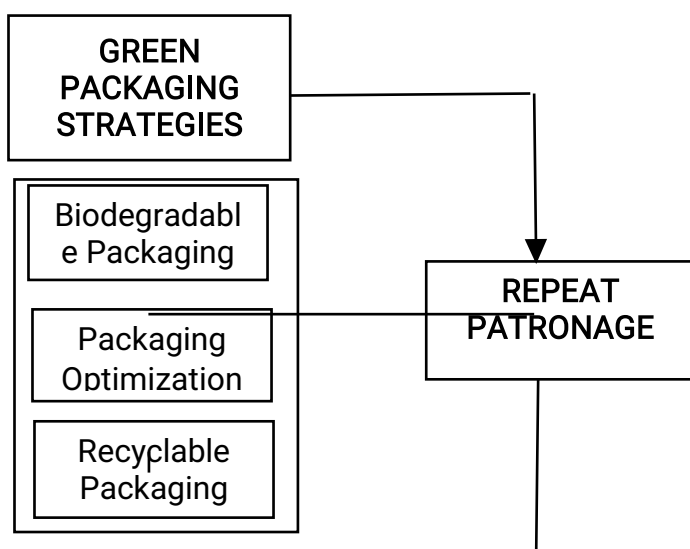 GREEN
PACKAGING
STRATEGIES
Biodegradabl
e Packaging
REPEAT
PATRONAGE
Packaging
Optimization
Recyclable
Packaging